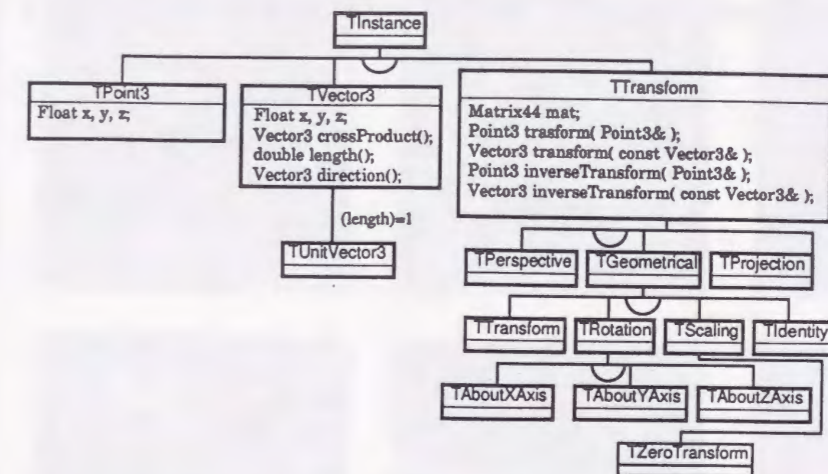 TInstance
TPoint3
Float x, y, z;
TVector3
Float x, y, z;
Vector3 crossProduct();
double length();
Vector3 direction();
TTransform
Matrix44 mat;
Point3 trasform( Point3& );
Vector3 transform( const Vector3& );
Point3 inverseTransform( Point3& );
Vector3 inverseTransform( const Vector3& );
(length)=1
TUnitVector3
TPerspective
TGeometrical
TProjection
TTransform
TRotation
TScaling
TIdentity
TAboutXAxis
TAboutYAxis
TAboutZAxis
TZeroTransform